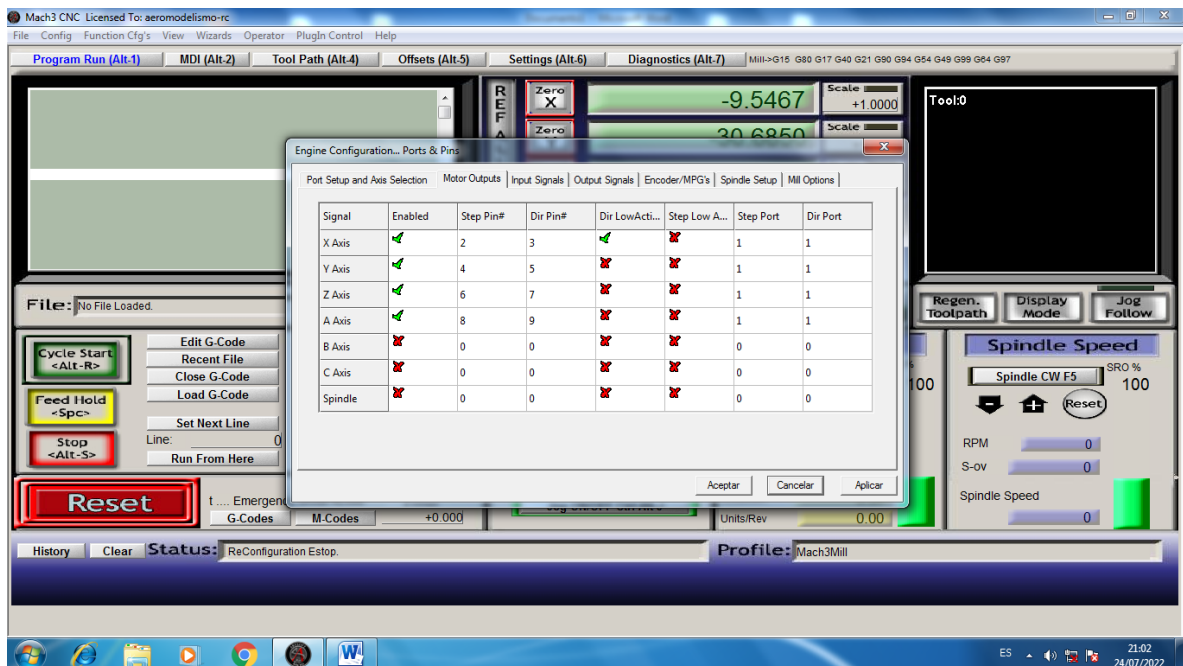 Mach3 CNC Licensed To: aeromodelismo-rc
File Config Function Cfg's View Wizards Operator PlugIn Control Help
Program Run (Alt-1) MDI (Alt2) Tool Path (Alt-4) Offsets (Alt-5) Settings (Alt-6) Diagnostics (Alt-7) Mill->G15 G80 G17 G40 G21 G90 G94 G54 G49 G99 G64 G97
REF A
Zero X -9.5467 Scale +1.0000
Zero 30.6850 Scale
Tool:0
Engine Configuration... Ports & Pins
Port Setup and Axis Selection Motor Outputs Input Signals Output Signals Encoder/MPG's Spindle Setup Mill Options
Signal Enabled Step Pin# Dir Pin# Dir LowActi... Step Low A... Step Port Dir Port
X Axis 2 3 1 1
Y Axis 4 5 1 1
Z Axis 6 7 1 1
A Axis 8 9 1 1
B Axis 0 0 0 0
C Axis 0 0 0 0
Spindle 0 0 0 0
Aceptar Cancelar Aplicar
File: No File Loaded.
Regen. Toolpath Display Mode Jog Follow
Cycle Start <Alt-R>
Feed Hold <Spc>
Stop <Alt-S>
Edit G-Code
Recent File
Close G-Code
Load G-Code
Set Next Line
Line: 0
Run From Here
100
Spindle Speed
Spindle CW F5 SRO % 100
Reset
RPM 0
S-ov 0
Spindle Speed
0
Reset
t .... Emergenc
G-Codes M-Codes +0.000
Units/Rev 0.00
History Clear Status: ReConfiguration Estop. Profile: Mach3Mill
ES 21:02
24/07/2022